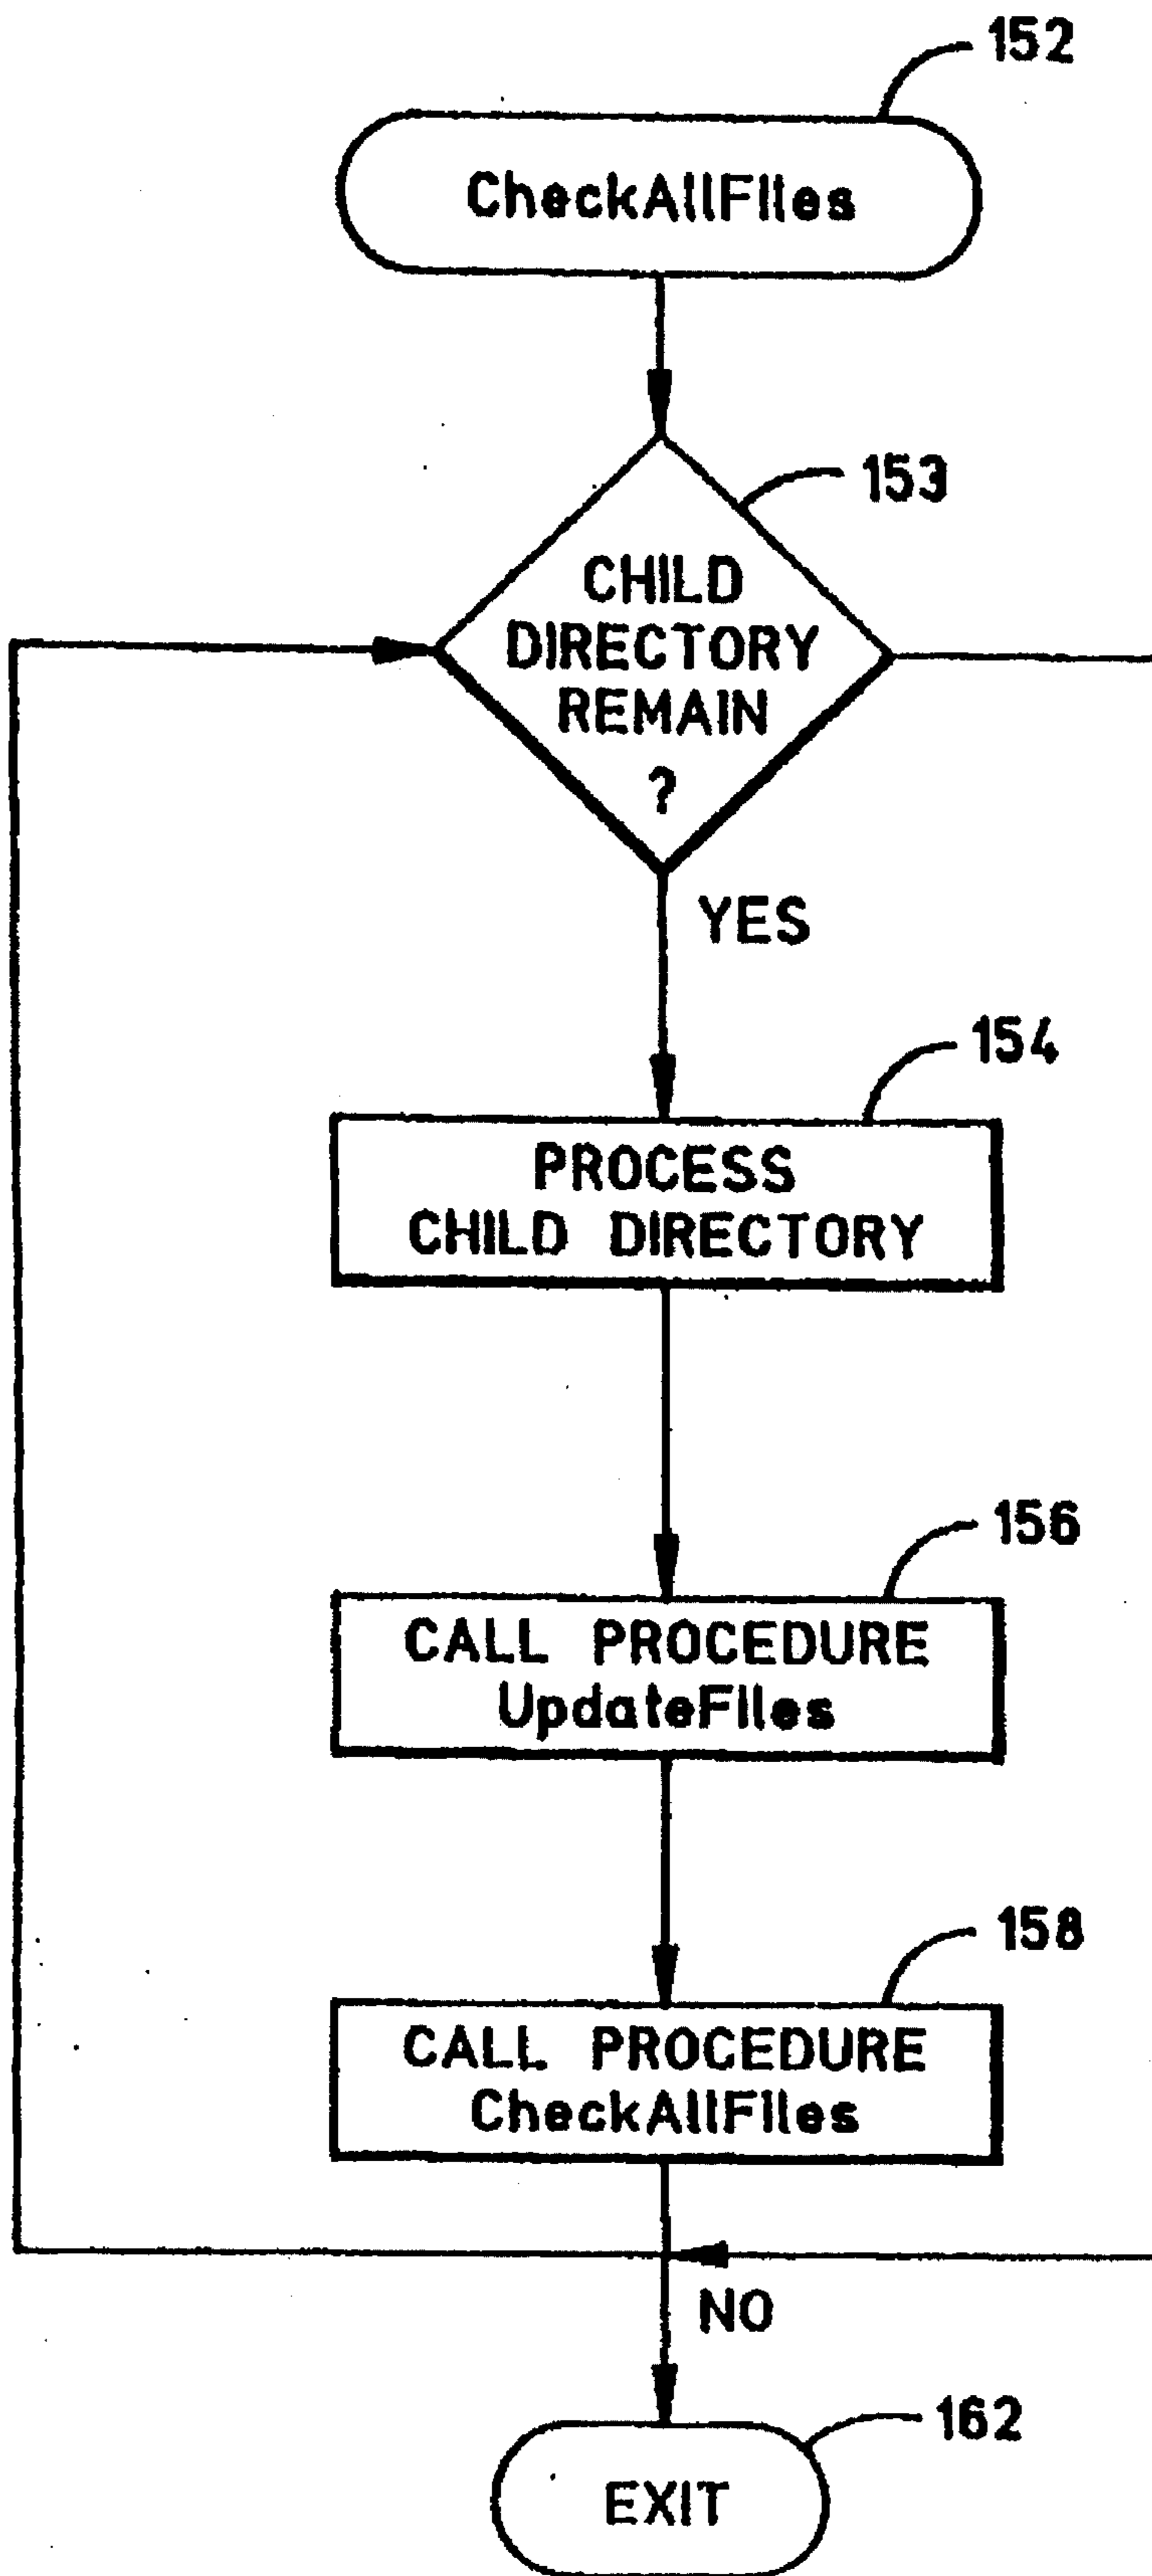 152
CheckAllFiles
153
CHILD
DIRECTORY
REMAIN
?
YES
154
PROCESS
CHILD DIRECTORY
156
CALL PROCEDURE
UpdateFiles
158
CALL PROCEDURE
CheckAllFiles
NO
162
EXIT